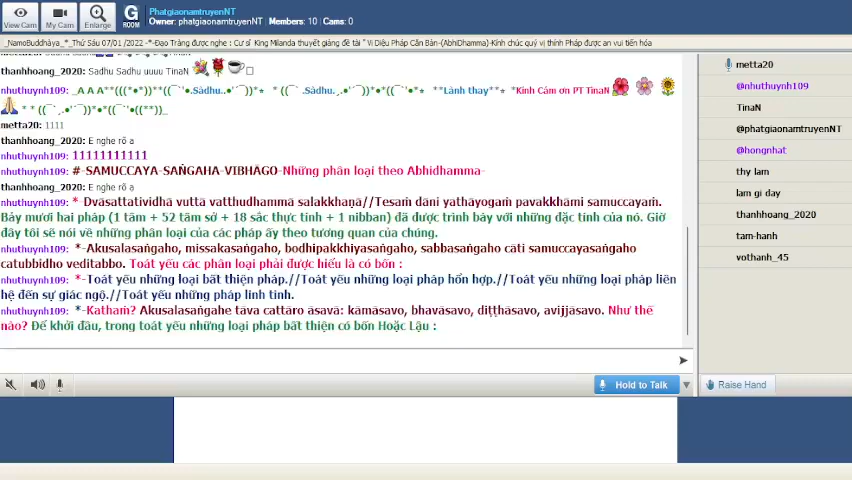 PhatgiaonamtruyenNT
Owner: phatgiaonamtruyenNT Members: 10 | Cams: 0
View Cam
My Cam
Enlarge
G
ROOM
_NamoBuddhāya_*_Thứ Sáu 07/01 /2022 -*-Đạo Tràng được nghe : Cư sĩ King Milanda thuyết giảng đề tài " Vi Diệu Pháp Căn Bản-(AbhiDhamma)-Kính chúc quý vị thính Pháp được an vui tiến hóa
thanhhoang_2020: Sadhu Sadhu uuuu TinaN
nhuthuynh109: _A A A**(((*•*))**((¯`'•.Sādhu..•'´¯))*⋆ * ((¯` .Sādhu.¸.•'´¯))*•*((¯`'•*⋆ **Lành thay** *Kính Cám ơn PT TinaN
* * ((¯`¸.•'´¯))*•*((¯`'•((**))_
metta20: 1111
thanhhoang_2020: E nghe rõ a
nhuthuynh109: 11111111111
nhuthuynh109: #-SAMUCCAYA-SAṄGAHA-VIBHĀGO-Những phân loại theo Abhidhamma-
thanhhoang_2020: E nghe rõ ạ
nhuthuynh109: *-Dvāsattatividhā vuttā vatthudhammā salakkhaṇā//Tesaṁ dāni yathāyogaṁ pavakkhāmi samuccayaṁ.
Bảy mươi hai pháp (1 tâm + 52 tâm sở + 18 sắc thực tính + 1 nibban) đã được trình bày với những đặc tính của nó. Giờ
đây tôi sẽ nói về những phân loại của các pháp ấy theo tương quan của chúng.
nhuthuynh109: *-Akusalasaṅgaho, missakasaṅgaho, bodhipakkhiyasaṅgaho, sabbasaṅgaho cāti samuccayasaṅgaho
catubbidho veditabbo. Toát yếu các phân loại phải được hiểu là có bốn :
nhuthuynh109: *-Toát yếu những loại bất thiện pháp.//Toát yếu những loại pháp hổn hợp.//Toát yếu những loại pháp liên
hệ đến sự giác ngộ.//Toát yếu những pháp linh tinh.
nhuthuynh109: *-Kathaṁ? Akusalasaṅgahe tāva cattāro āsavā: kāmāsavo, bhavāsavo, diṭṭhāsavo, avijjāsavo. Như thế
nào? Để khởi đầu, trong toát yếu những loại pháp bất thiện có bốn Hoặc Lậu :
metta20
@nhuthuynh109
TinaN
@phatgiaonamtruyenNT
@hongnhat
thy lam
lam gi day
thanhhoang_2020
tam-hanh
vothanh_45
Hold to Talk
Raise Hand